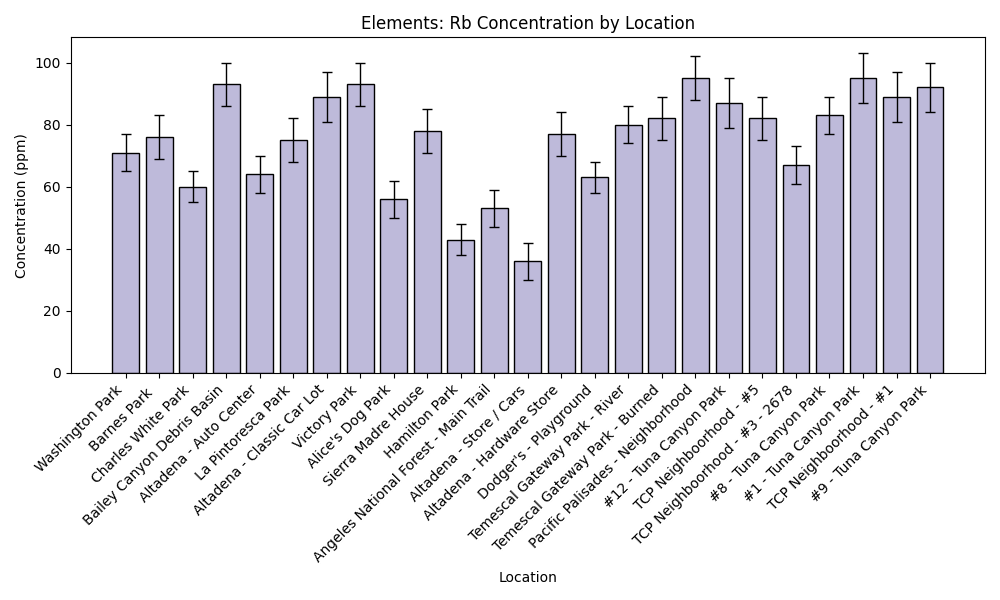 Elements: Rb Concentration by Location
Concentration (ppm)
100
80
60
40
20
0
Washington Park
Barnes Park
Charles White Park
Bailey Canyon Debris Basin
Altadena - Auto Center
La Pintoresca Park
Altadena - Classic Car Lot
Victory Park
Alice's Dog Park
Sierra Madre House
Hamilton Park
Angeles National Forest - Main Trail
Altadena - Store / Cars
Altadena - Hardware Store
Dodger's - Playground
Temescal Gateway Park - River
Temescal Gateway Park - Burned
Pacific Palisades - Neighborhood
#12 - Tuna Canyon Park
TCP Neighborhood - #5
TCP Neighboorhood - #3 - 2678
#8 - Tuna Canyon Park
#1 - Tuna Canyon Park
TCP Neighborhood - #1
#9 - Tuna Canyon Park
Location